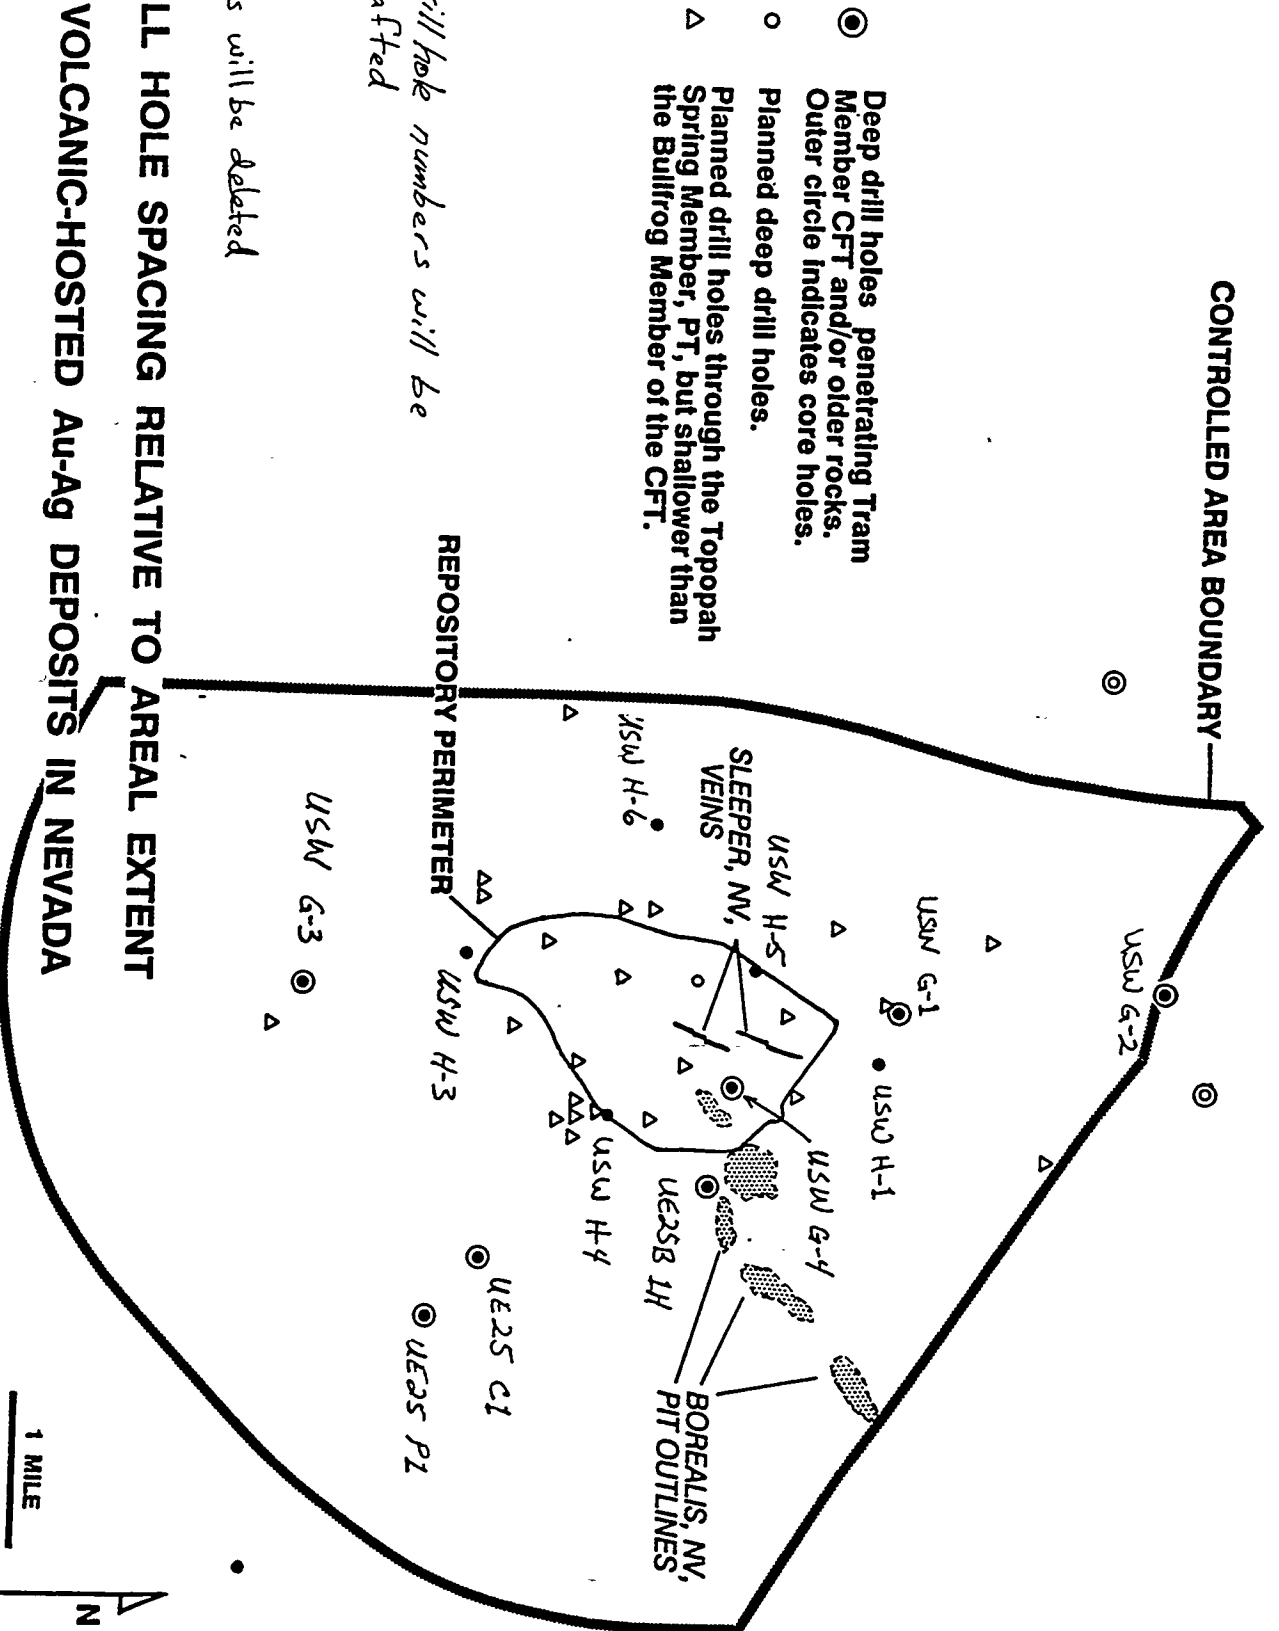 CONTROLLED AREA BOUNDARY
Deep drill holes penetrating Tram
Member CFT and/or older rocks.
Outer circle indicates core holes.
Planned deep drill holes.
Planned drill holes through the Topopah
Spring Member, PT, but shallower than
the Bullfrog Member of the CFT.
USW G-2
USW G-1
USW H-1
USW H-5
SLEEPER, NV,
VEINS
USW H-6
USW G-4
UE25B 1H
USW H-4
BOREALIS, NV,
PIT OUTLINES
REPOSITORY PERIMETER
USW H-3
UE25 C1
UE25 P1
USW G-3
ill hole numbers will be
afted
s will be deleted
LL HOLE SPACING RELATIVE TO AREAL EXTENT
VOLCANIC-HOSTED Au-Ag DEPOSITS IN NEVADA
1 MILE
N